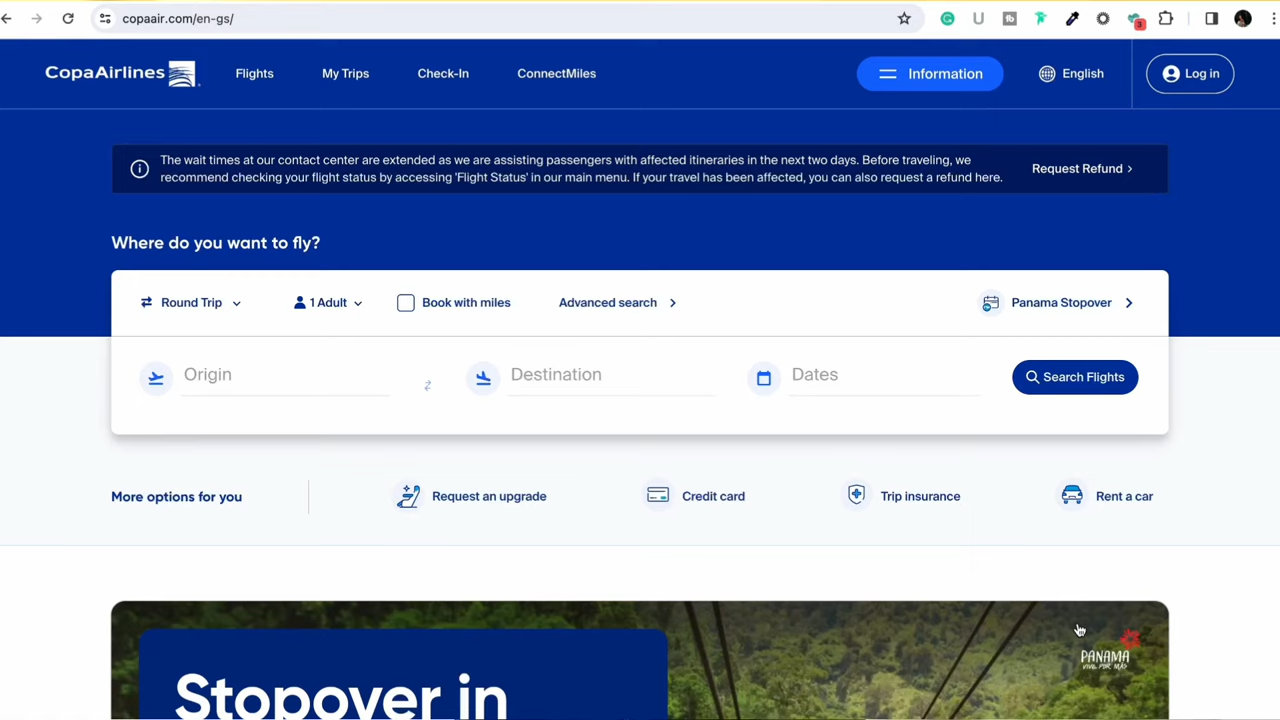 copaair.com/en-gs/
3
CopaAirlines
Flights
My Trips
Check-In
ConnectMiles
Information
English
Log in
The wait times at our contact center are extended as we are assisting passengers with affected itineraries in the next two days. Before traveling, we
recommend checking your flight status by accessing 'Flight Status' in our main menu. If your travel has been affected, you can also request a refund here.
Request Refund
Where do you want to fly?
Round Trip
1 Adult
Book with miles
Advanced search
Panama Stopover
Origin
Destination
Dates
Search Flights
More options for you
Request an upgrade
Credit card
Trip insurance
Rent a car
Stopover in
PANAMA
VIVE POR MÁS